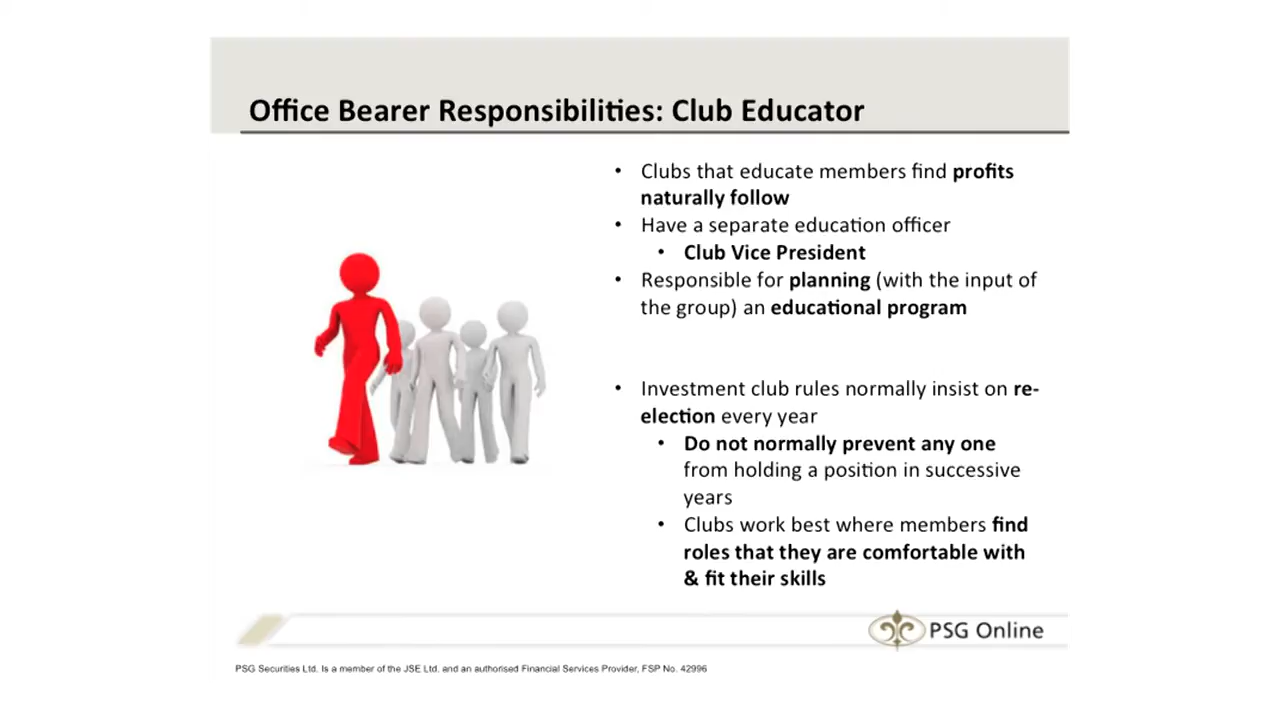 Office Bearer Responsibilities: Club Educator
• Clubs that educate members find profits
naturally follow
• Have a separate education officer
• Club Vice President
• Responsible for planning (with the input of
the group) an educational program
• Investment club rules normally insist on re-
election every year
• Do not normally prevent any one
from holding a position in successive
years
• Clubs work best where members find
roles that they are comfortable with
& fit their skills
PSG Online
PSG Securities Ltd. Is a member of the JSE Ltd. and an authorised Financial Services Provider, FSP No. 42996